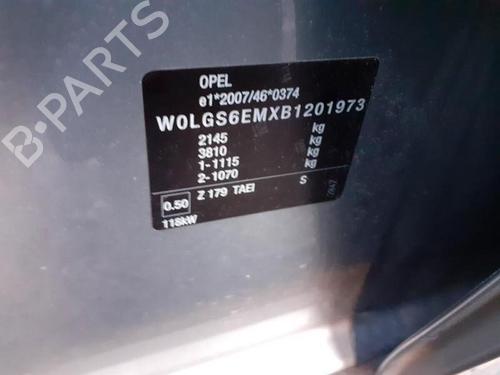 B-PARTS
OPEL
e1*2007/46*0374
W0LGS6EMXB1201973
2145 kg
3810 kg
1-1115 kg
2-1070 kg
0.50 Z 179 TAEI S
118kW